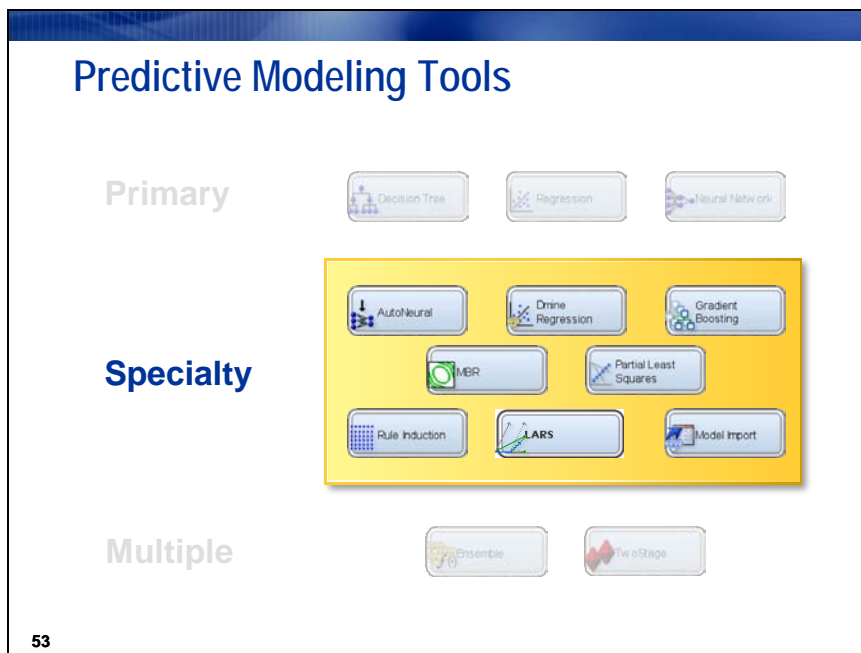 Predictive Modeling Tools
Primary
Decision Tree
Regression
Neural Network
AutoNeural
Dmine
Regression
Gradient
Boosting
Specialty
MBR
Partial Least
Squares
Rule Induction
LARS
Model Import
Multiple
Ensemble
TwoStage
53